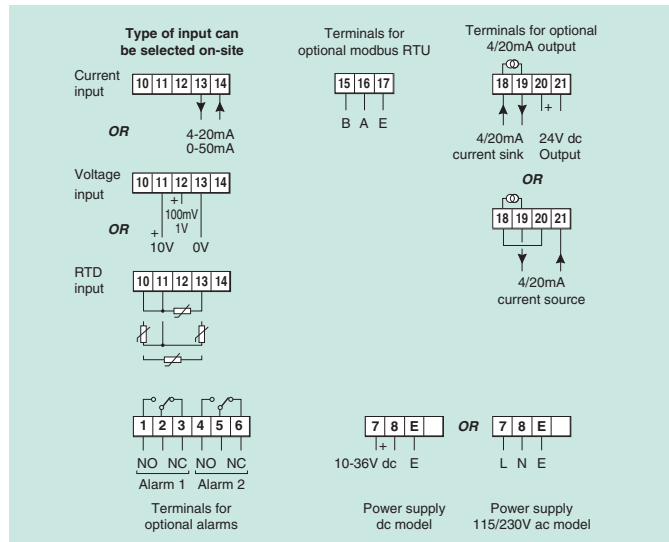 Type of input can
be selected on-site
Current
input
10 11 12 13 14
OR
4-20mA
0-50mA
Voltage
input
10 11 12 13 14
+
100mV
1V
OR
+
10V 0V
RTD
input
10 11 12 13 14
Terminals for
optional modbus RTU
15 16 17
B A E
Terminals for optional
4/20mA output
18 19 20 21
+
4/20mA
current sink
24V dc
Output
OR
18 19 20 21
4/20mA
current source
1 2 3 4 5 6
NO NC NO NC
Alarm 1 Alarm 2
Terminals for
optional alarms
7 8 E
+
10-36V dc E
Power supply
dc model
OR
7 8 E
L N E
Power supply
115/230V ac model